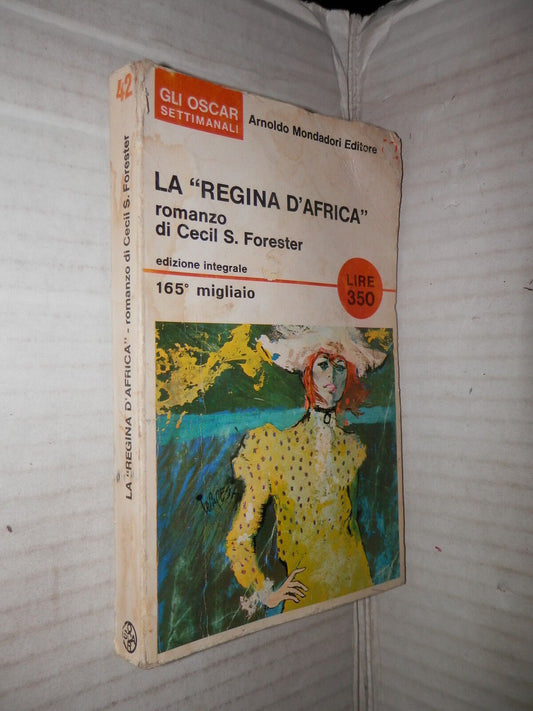 42
LA "REGINA D'AFRICA" - romanzo di Cecil S. Forester
GLI OSCAR
SETTIMANALI
Arnoldo Mondadori Editore
LA "REGINA D'AFRICA"
romanzo
di Cecil S. Forester
edizione integrale
165° migliaio
LIRE
350